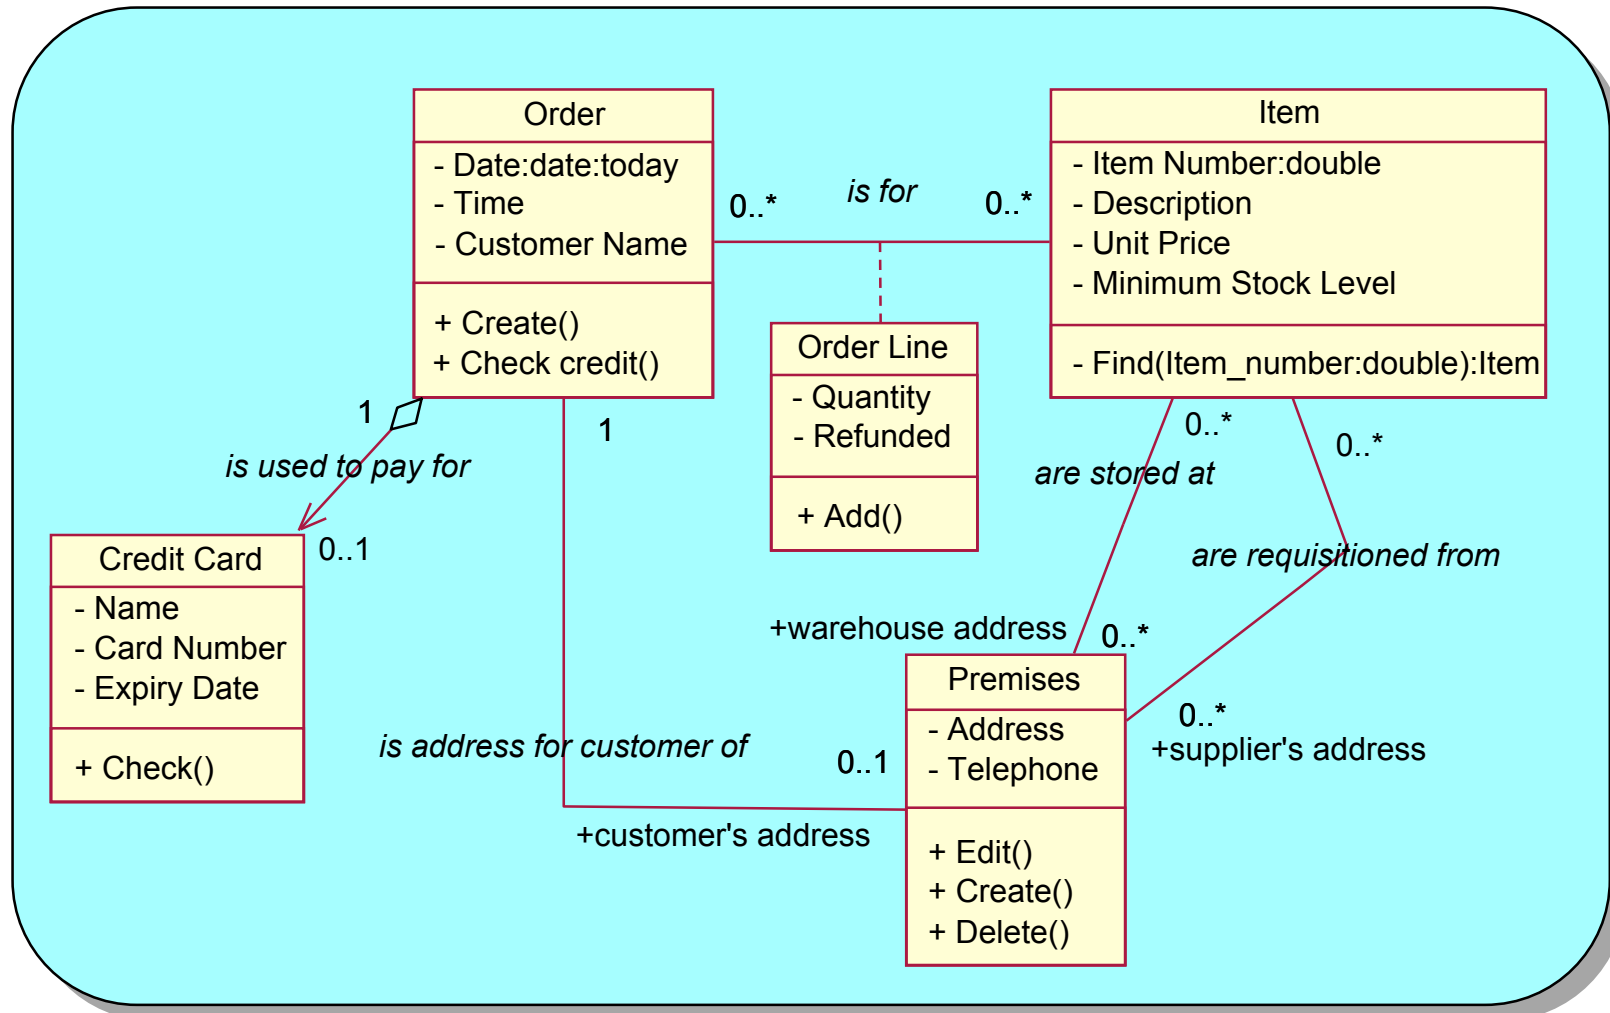 Order
- Date:date:today
- Time
- Customer Name
+ Create()
+ Check credit()
0..*
is for
0..*
Item
- Item Number:double
- Description
- Unit Price
- Minimum Stock Level
- Find(Item_number:double):Item
Order Line
- Quantity
- Refunded
+ Add()
1
is used to pay for
0..1
1
Credit Card
- Name
- Card Number
- Expiry Date
+ Check()
0..*
are stored at
0..*
are requisitioned from
+warehouse address
0..*
Premises
- Address
- Telephone
+ Edit()
+ Create()
+ Delete()
0..*
+supplier's address
is address for customer of
0..1
+customer's address